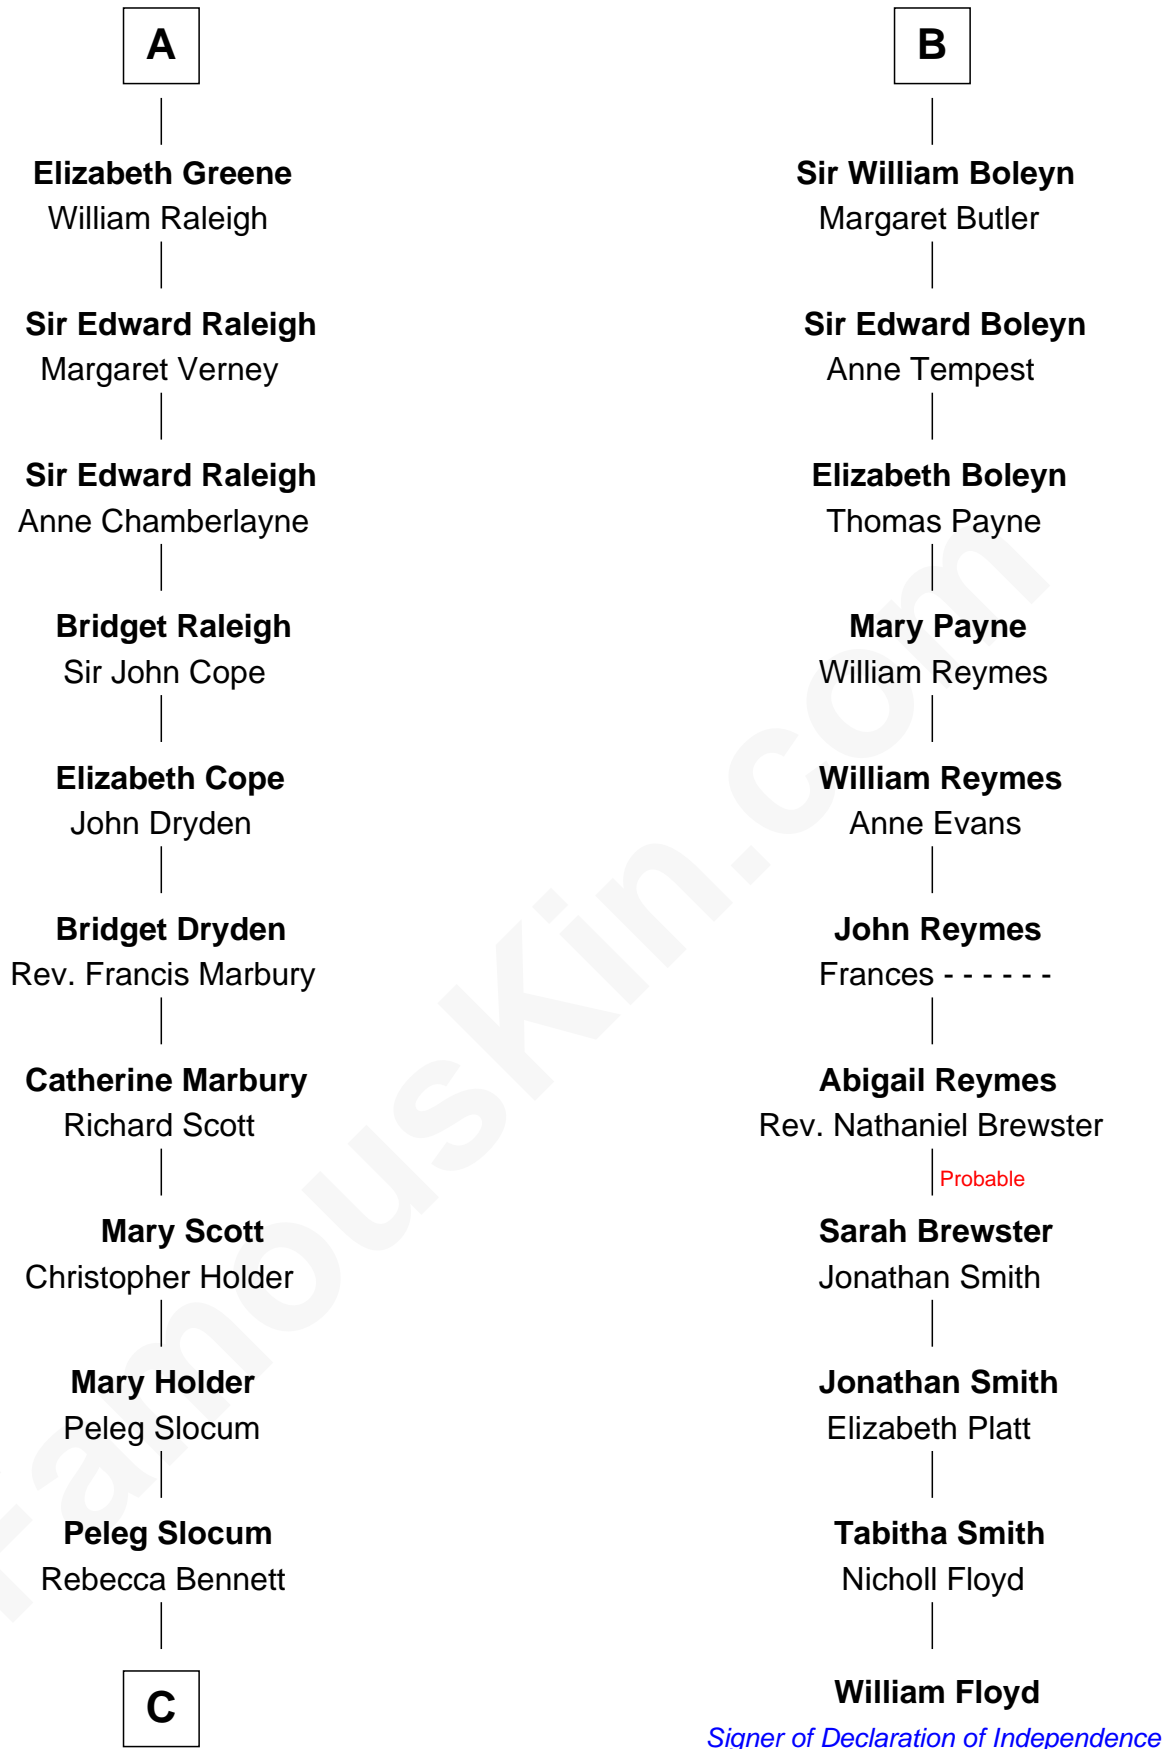 A
Elizabeth Greene
William Raleigh
Sir Edward Raleigh
Margaret Verney
Sir Edward Raleigh
Anne Chamberlayne
Bridget Raleigh
Sir John Cope
Elizabeth Cope
John Dryden
Bridget Dryden
Rev. Francis Marbury
Catherine Marbury
Richard Scott
Mary Scott
Christopher Holder
Mary Holder
Peleg Slocum
Peleg Slocum
Rebecca Bennett
C
B
Sir William Boleyn
Margaret Butler
Sir Edward Boleyn
Anne Tempest
Elizabeth Boleyn
Thomas Payne
Mary Payne
William Reymes
William Reymes
Anne Evans
John Reymes
Frances - - - - - -
Abigail Reymes
Rev. Nathaniel Brewster
Probable
Sarah Brewster
Jonathan Smith
Jonathan Smith
Elizabeth Platt
Tabitha Smith
Nicholl Floyd
William Floyd
Signer of Declaration of Independence
FamousKin.com